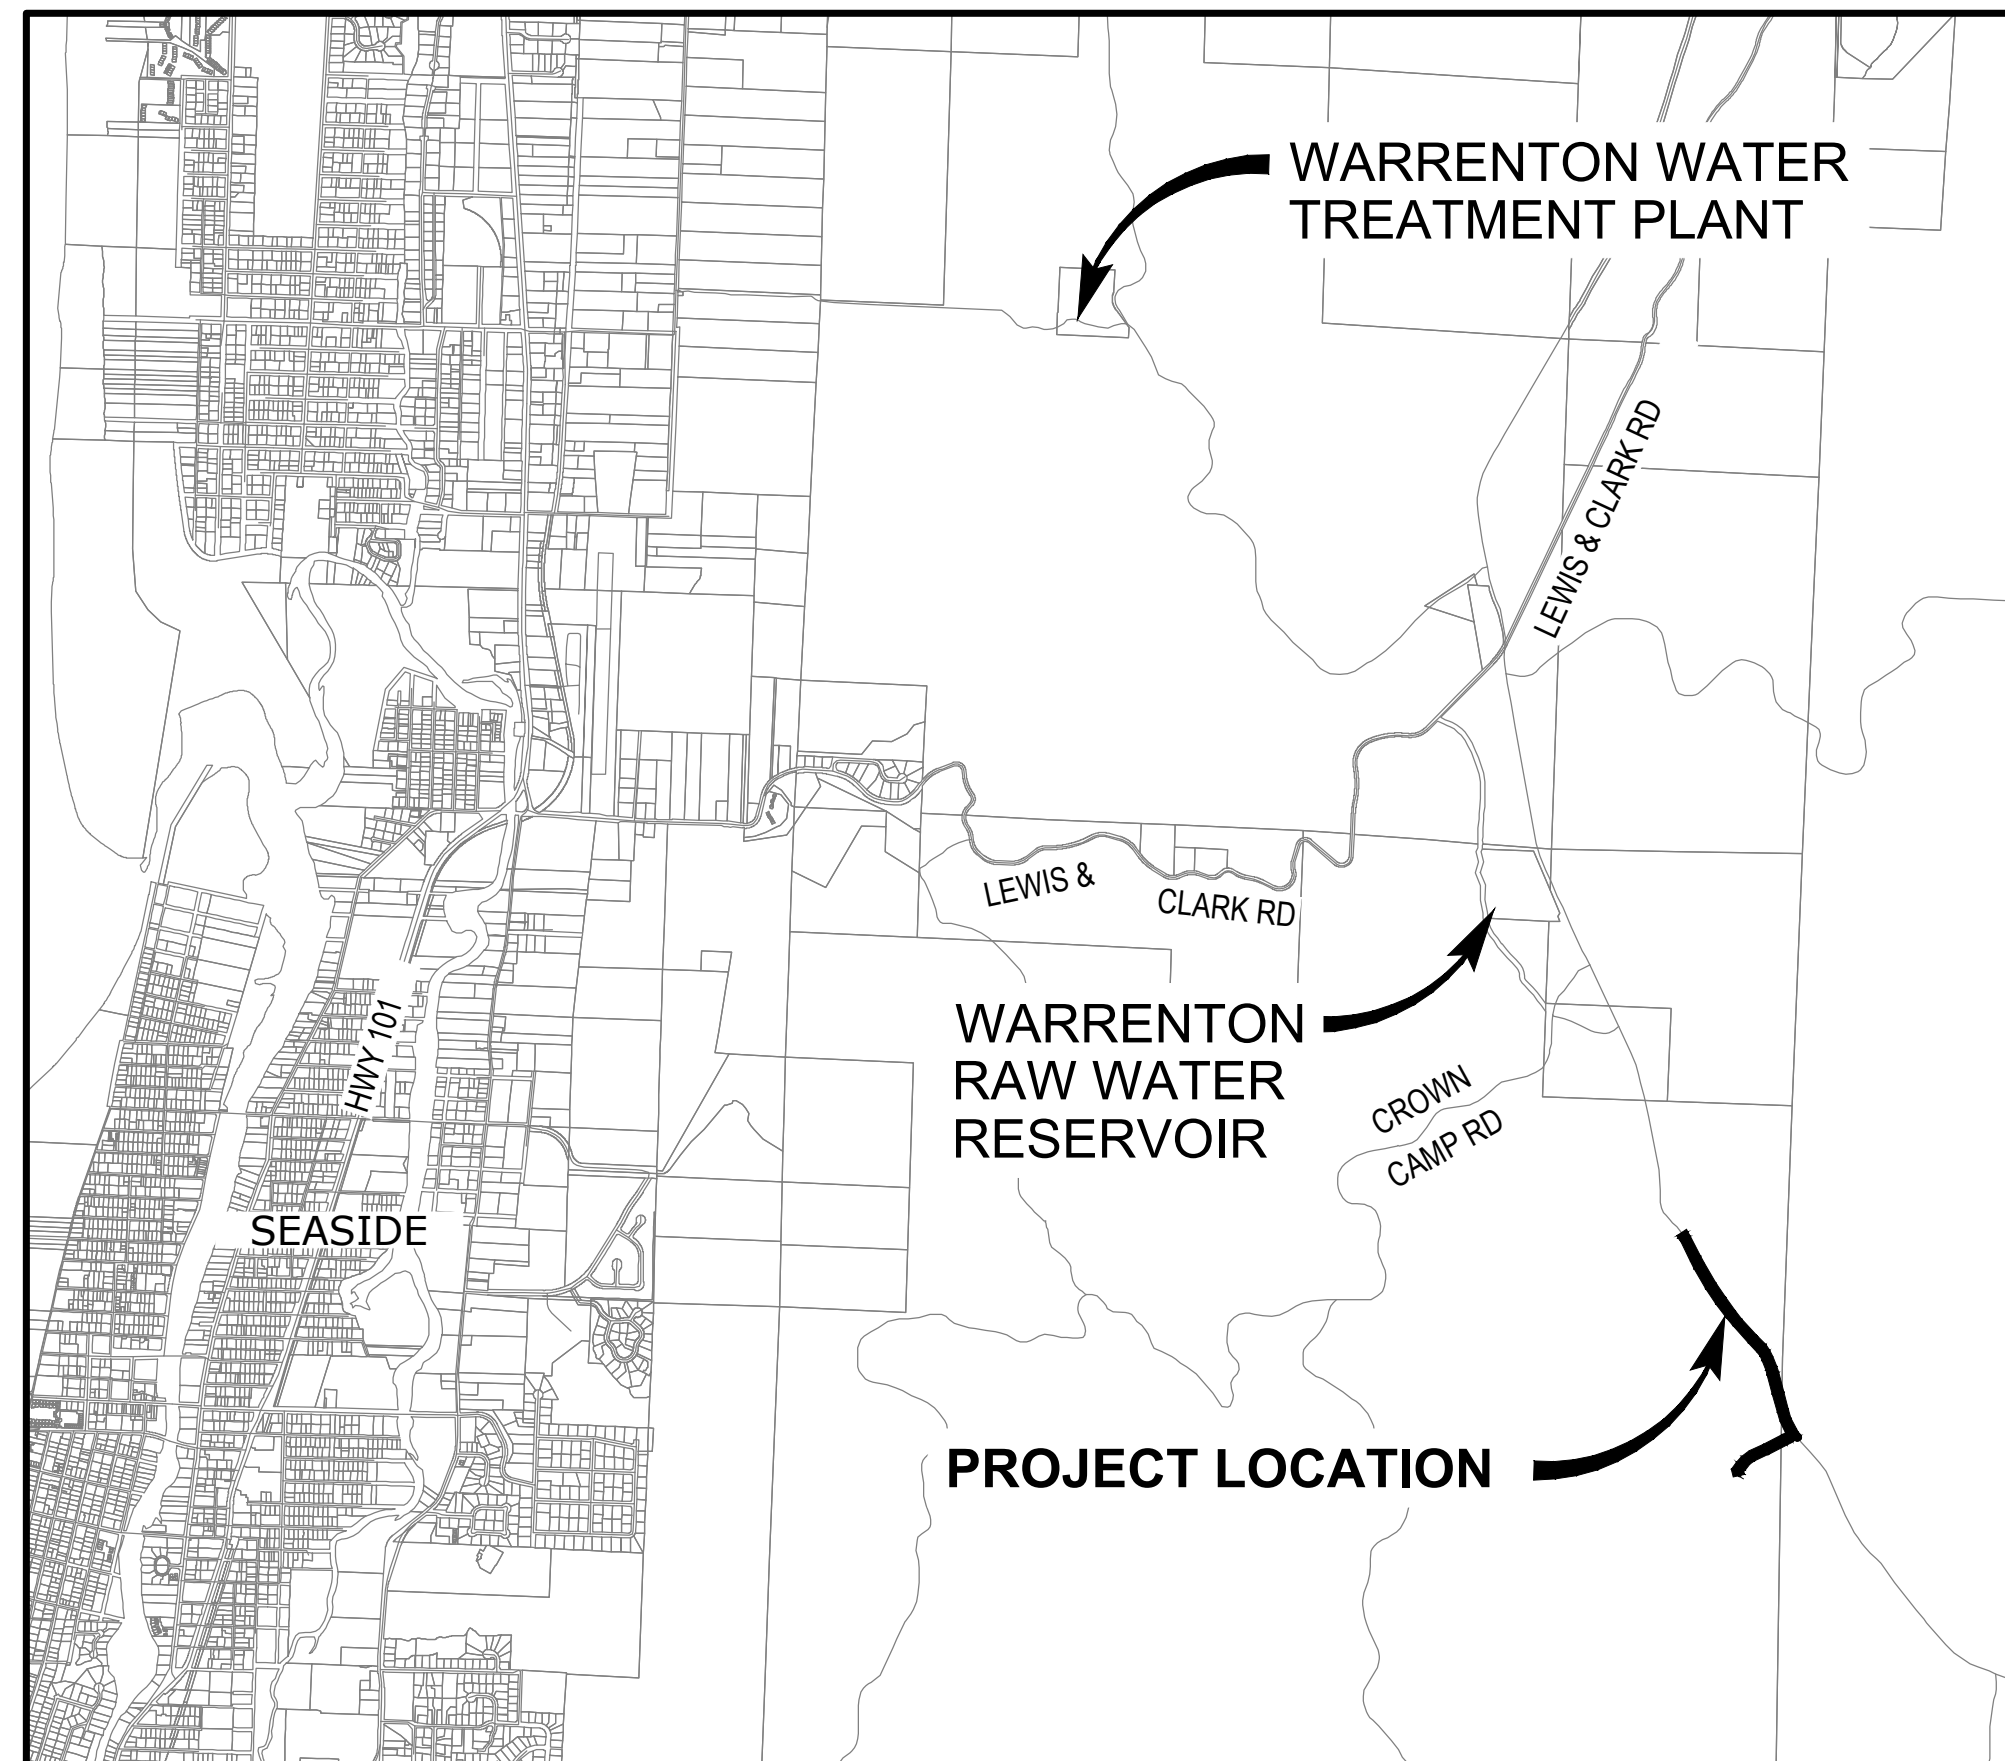 WARRENTON WATER
TREATMENT PLANT
LEWIS & CLARK RD
LEWIS &
CLARK RD
HWY 101
WARRENTON
RAW WATER
RESERVOIR
CROWN
CAMP RD
SEASIDE
PROJECT LOCATION